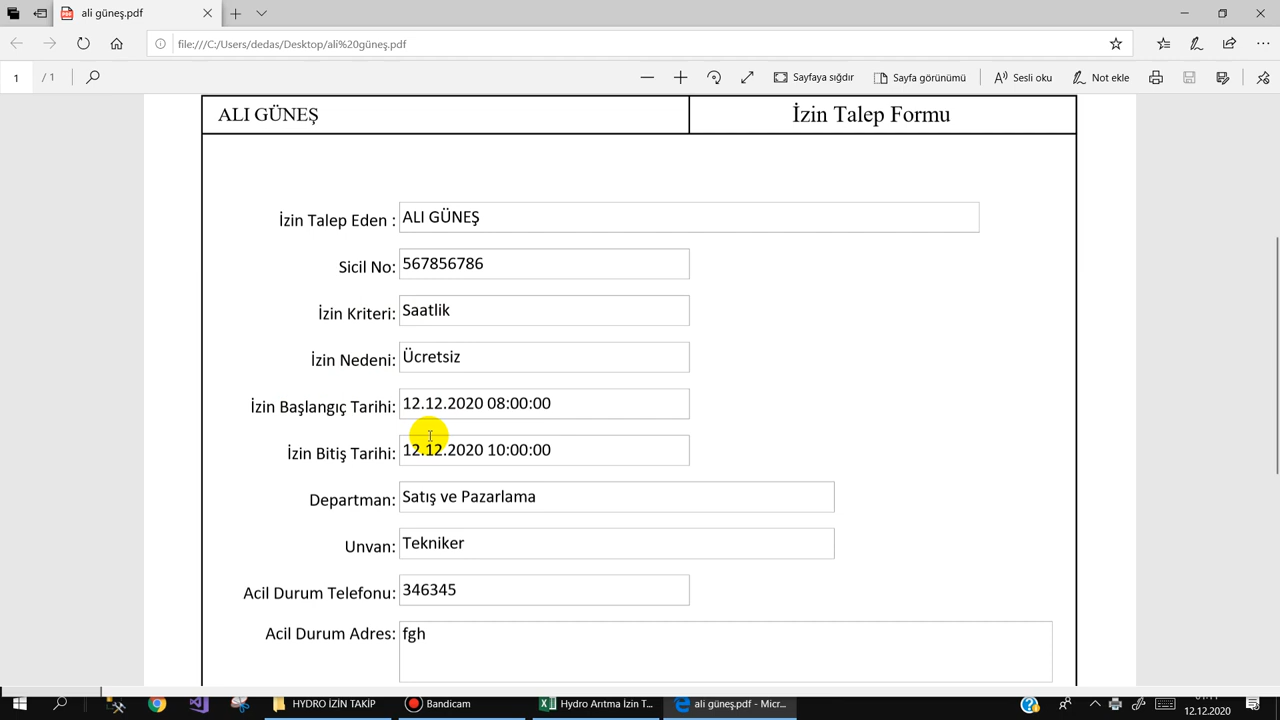 ali güneş.pdf
file:///C:/Users/dedas/Desktop/ali%20güneş.pdf
1 / 1 Sayfaya sığdır Sayfa görünümü Sesli oku Not ekle
ALI GÜNEŞ İzin Talep Formu
İzin Talep Eden : ALI GÜNEŞ
Sicil No: 567856786
İzin Kriteri: Saatlik
İzin Nedeni: Ücretsiz
İzin Başlangıç Tarihi: 12.12.2020 08:00:00
İzin Bitiş Tarihi: 12.12.2020 10:00:00
Departman: Satış ve Pazarlama
Unvan: Tekniker
Acil Durum Telefonu: 346345
Acil Durum Adres: fgh
HYDRO İZİN TAKİP Bandicam Hydro Arıtma İzin T... ali güneş.pdf - Micr...
12.12.2020